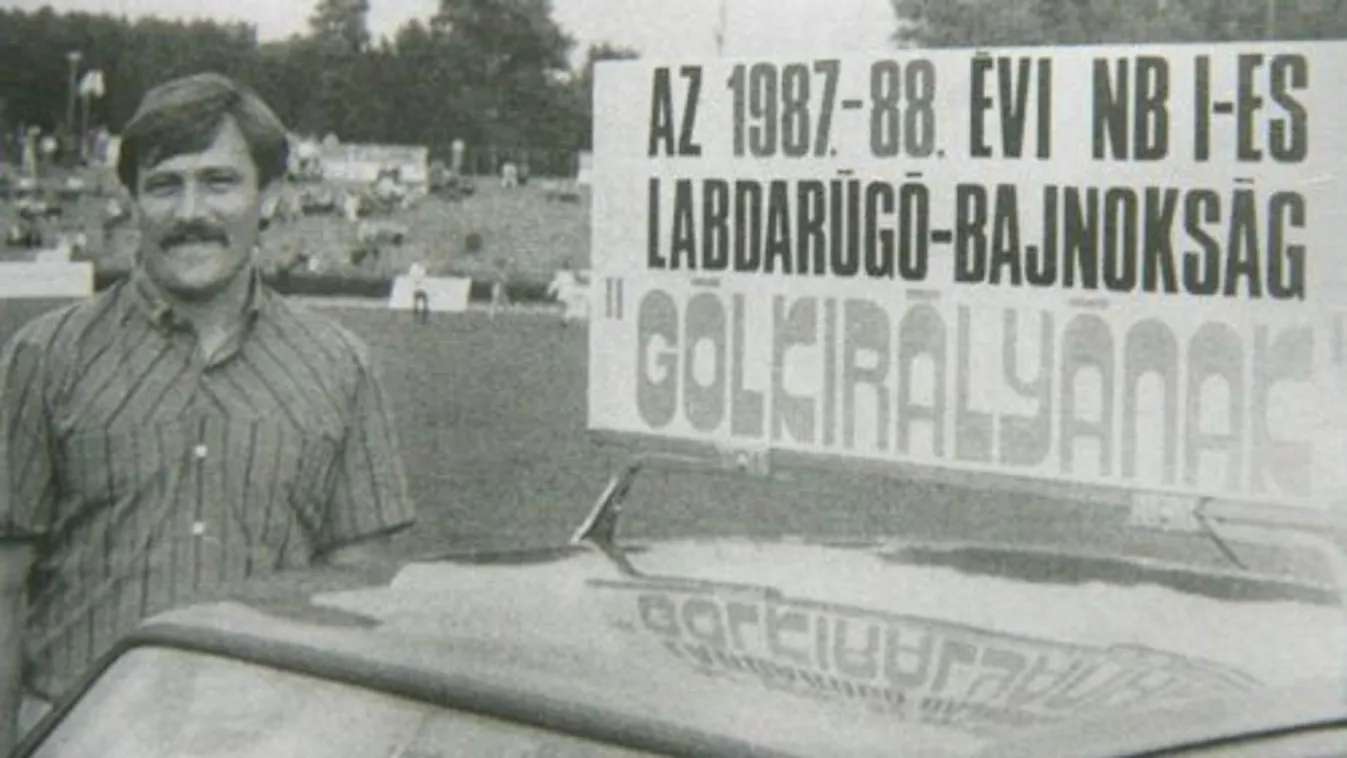 AZ 1987.-88. ÉVI NB I-ES
LABDARÚGÓ-BAJNOKSÁG
"GÓLKIRÁLYÁNAK"